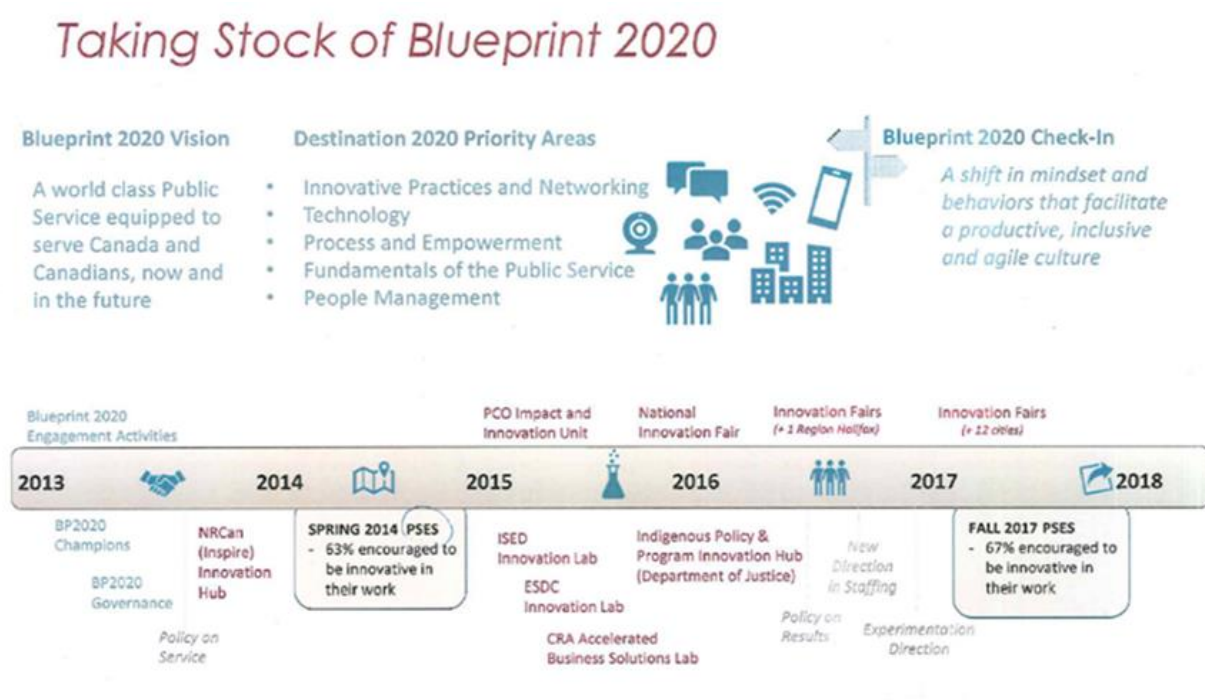 Taking Stock of Blueprint 2020
Blueprint 2020 Vision
A world class Public
Service equipped to
serve Canada and
Canadians, now and
in the future
Destination 2020 Priority Areas
• Innovative Practices and Networking
• Technology
• Process and Empowerment
• Fundamentals of the Public Service
• People Management
Blueprint 2020 Check-In
A shift in mindset and
behaviors that facilitate
a productive, inclusive
and agile culture
Blueprint 2020
Engagement Activities
PCO Impact and
Innovation Unit
National
Innovation Fair
Innovation Fairs
(+ 1 Region Halifax)
Innovation Fairs
(+ 12 cities)
2013
2014
2015
2016
2017
2018
BP2020
Champions
BP2020
Governance
Policy on
Service
NRCan
(Inspire)
Innovation
Hub
SPRING 2014 PSES
- 63% encouraged to
be innovative in
their work
ISED
Innovation Lab
ESDC
Innovation Lab
CRA Accelerated
Business Solutions Lab
Indigenous Policy &
Program Innovation Hub
(Department of Justice)
Policy on
Results
New
Direction
in Staffing
Experimentation
Direction
FALL 2017 PSES
- 67% encouraged to
be innovative in
their work